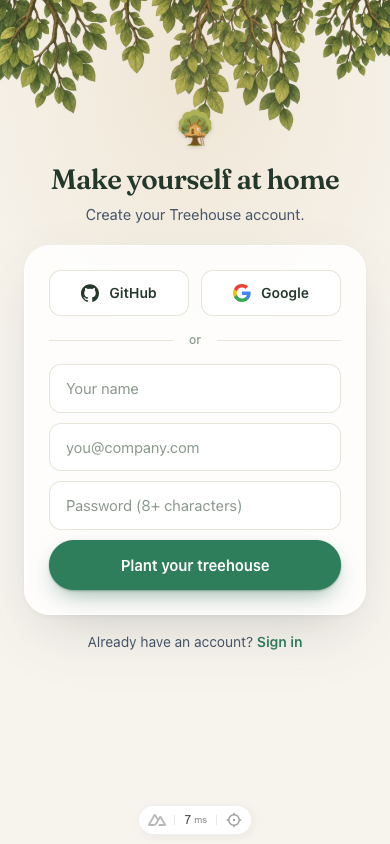 Make yourself at home
Create your Treehouse account.
GitHub
Google
or
Your name
you@company.com
Password (8+ characters)
Plant your treehouse
Already have an account? Sign in
7 ms